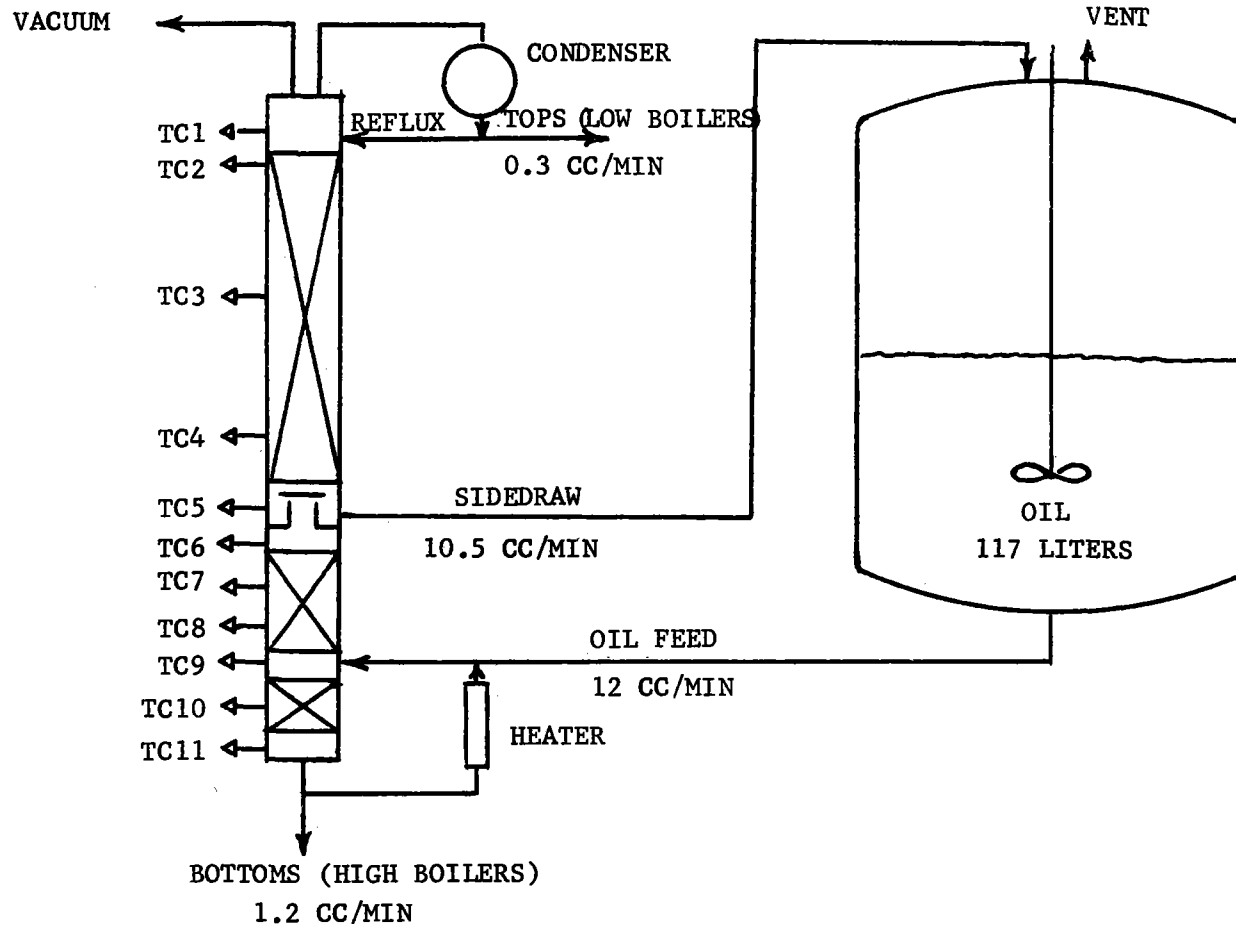 VACUUM
VENT
CONDENSER
TC1
REFLUX
TOPS (LOW BOILERS)
TC2
0.3 CC/MIN
TC3
TC4
TC5
SIDEDRAW
OIL
TC6
10.5 CC/MIN
117 LITERS
TC7
TC8
OIL FEED
TC9
12 CC/MIN
TC10
HEATER
TC11
BOTTOMS (HIGH BOILERS)
1.2 CC/MIN